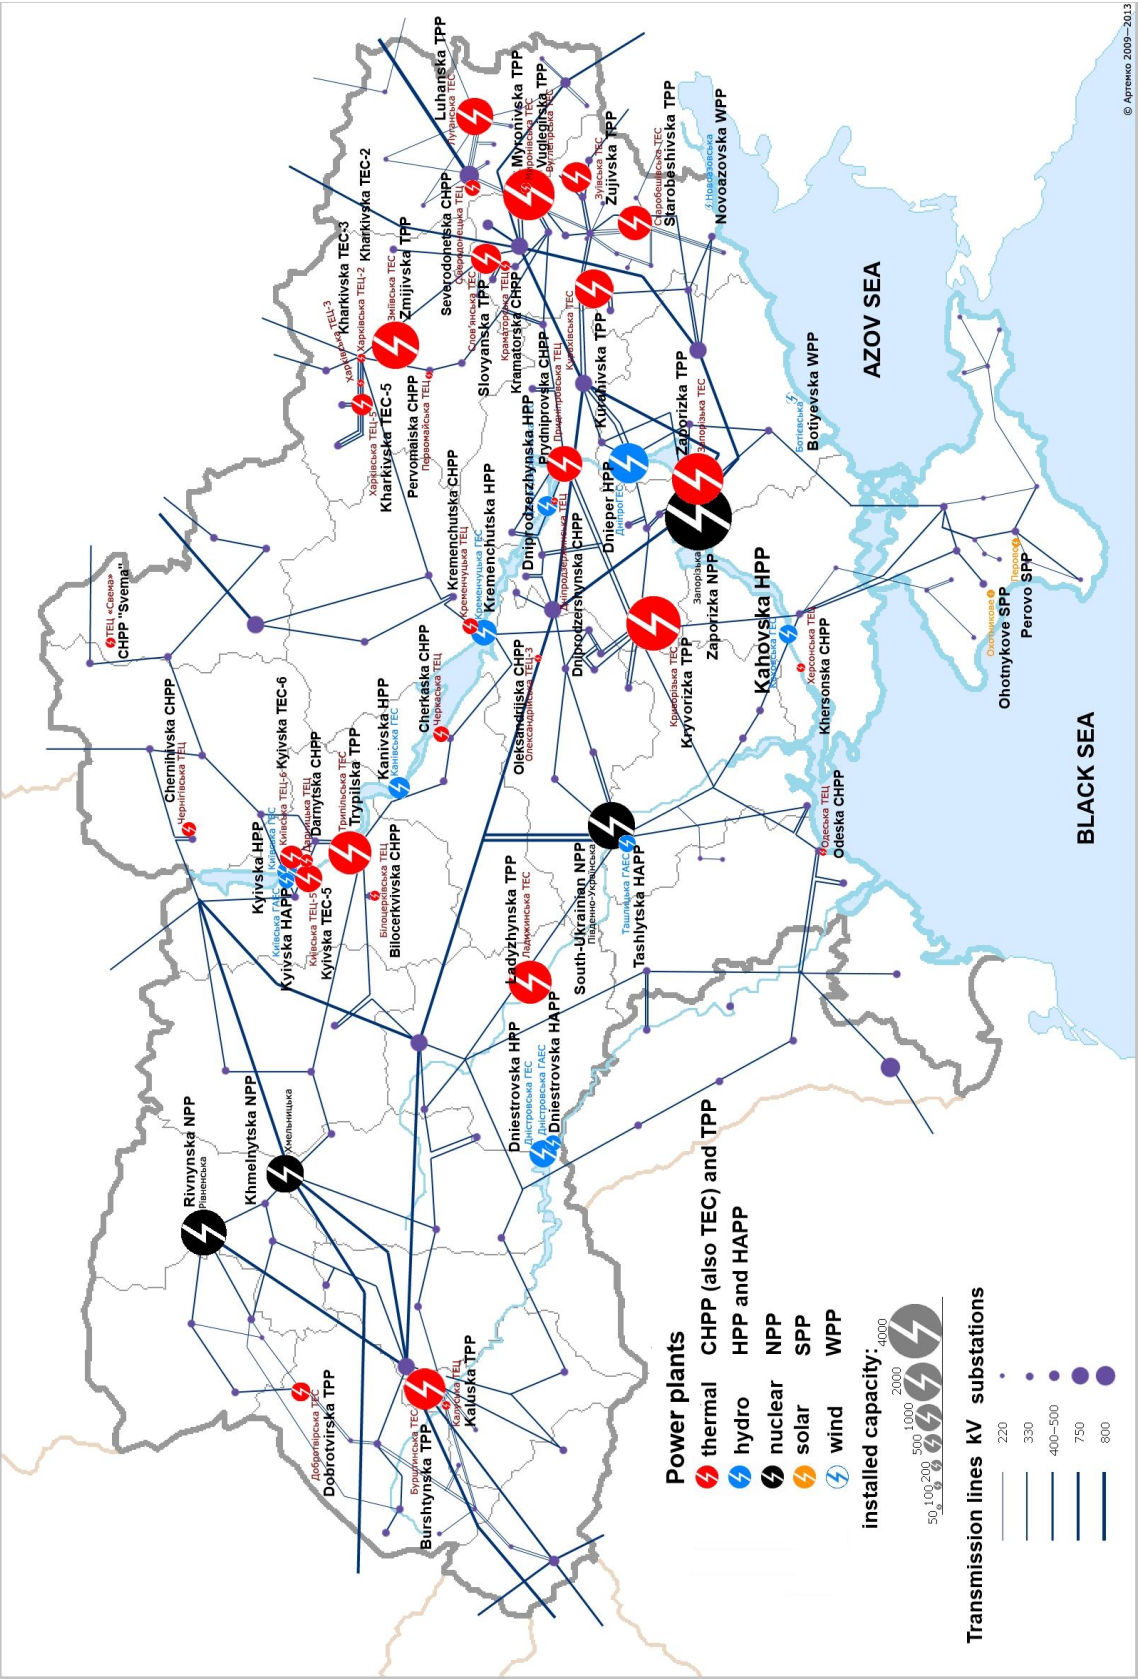 © Артемко 2009—2013
Rivnynska NPP
Рівненська
Khmelnytska NPP
Хмельницька
Добротвірська ТЕС
Dobrotvirska TPP
Бурштинська ТЕС
Burshtynska TPP
Калуська ТЕЦ
Kaluska TPP
Dniestrovska HPP
Дністровська ГЕС
Дністровська ГАЕС
Dniestrovska HAPP
Ladyzhynska TPP
Ладижинська ТЕС
South-Ukrainian NPP
Південно-Українська
Ташлицька ГАЕС
Tashlytska HAPP
Chernihivska CHPP
Чернігівська ТЕЦ
ТЕЦ «Свема»
CHPP "Svema"
Kyivska HPP
Київська ГЕС
Київська ТЕЦ-6
Kyivska TEC-6
Дарницька ТЕЦ
Darnytska CHPP
Київська ГАЕС
Kyivska HAPP
Київська ТЕЦ-5
Kyivska TEC-5
Трипільська ТЕС
Trypilska TPP
Білоцерківська ТЕЦ
Bilocerkvivska CHPP
Kanivska HPP
Канівська ГЕС
Cherkaska CHPP
Черкаська ТЕЦ
Kremenchutska CHPP
Кременчуцька ТЕЦ
Кременчуцька ГЕС
Kremenchutska HPP
Oleksandrijska CHPP
Олександрійська ТЕЦ-3
Dniprodzerzhynska HPP
Дніпродзержинська ТЕЦ
Dniprodzershynska CHPP
Prydniprovska CHPP
Придніпровська ТЕЦ
Dnieper HPP
ДніпроГЕС
Криворізька ТЕС
Kryvorizka TPP
Запорізька
Zaporizka NPP
Zaporizka TPP
Запорізька ТЕС
Kahovska HPP
Каховська ГЕС
Херсонська ТЕЦ
Khersonska CHPP
Одеська ТЕЦ
Odeska CHPP
Харківська ТЕЦ-3
Kharkivska TEC-3
Харківська ТЕЦ-2
Kharkivska TEC-2
Харківська ТЕЦ-5
Kharkivska TEC-5
Зміївська ТЕС
Zmijivska TPP
Pervomaiska CHPP
Первомайська ТЕЦ
Severodonetska CHPP
Сєвєродонецька ТЕЦ
Слов'янська ТЕС
Slovyanska TPP
Краматорська ТЕЦ
Kramatorska CHPP
Luhanska TPP
Луганська ТЕС
Myronivska TPP
Миронівська ТЕС
Vuglegirska TPP
Вуглегірська ТЕС
Зуївська ТЕС
Zujivska TPP
Старобешівська ТЕС
Starobeshivska TPP
Курахівська ТЕС
Kurahivska TPP
Новоазовська
Novoazovska WPP
Ботієвська
Botiyevska WPP
Охотникове
Ohotnykove SPP
Перово
Perovo SPP
AZOV SEA
BLACK SEA
Power plants
thermal CHPP (also TEC) and TPP
hydro HPP and HAPP
nuclear NPP
solar SPP
wind WPP
installed capacity:
50 100 200 500 1000 2000 4000
Transmission lines kV substations
220
330
400—500
750
800